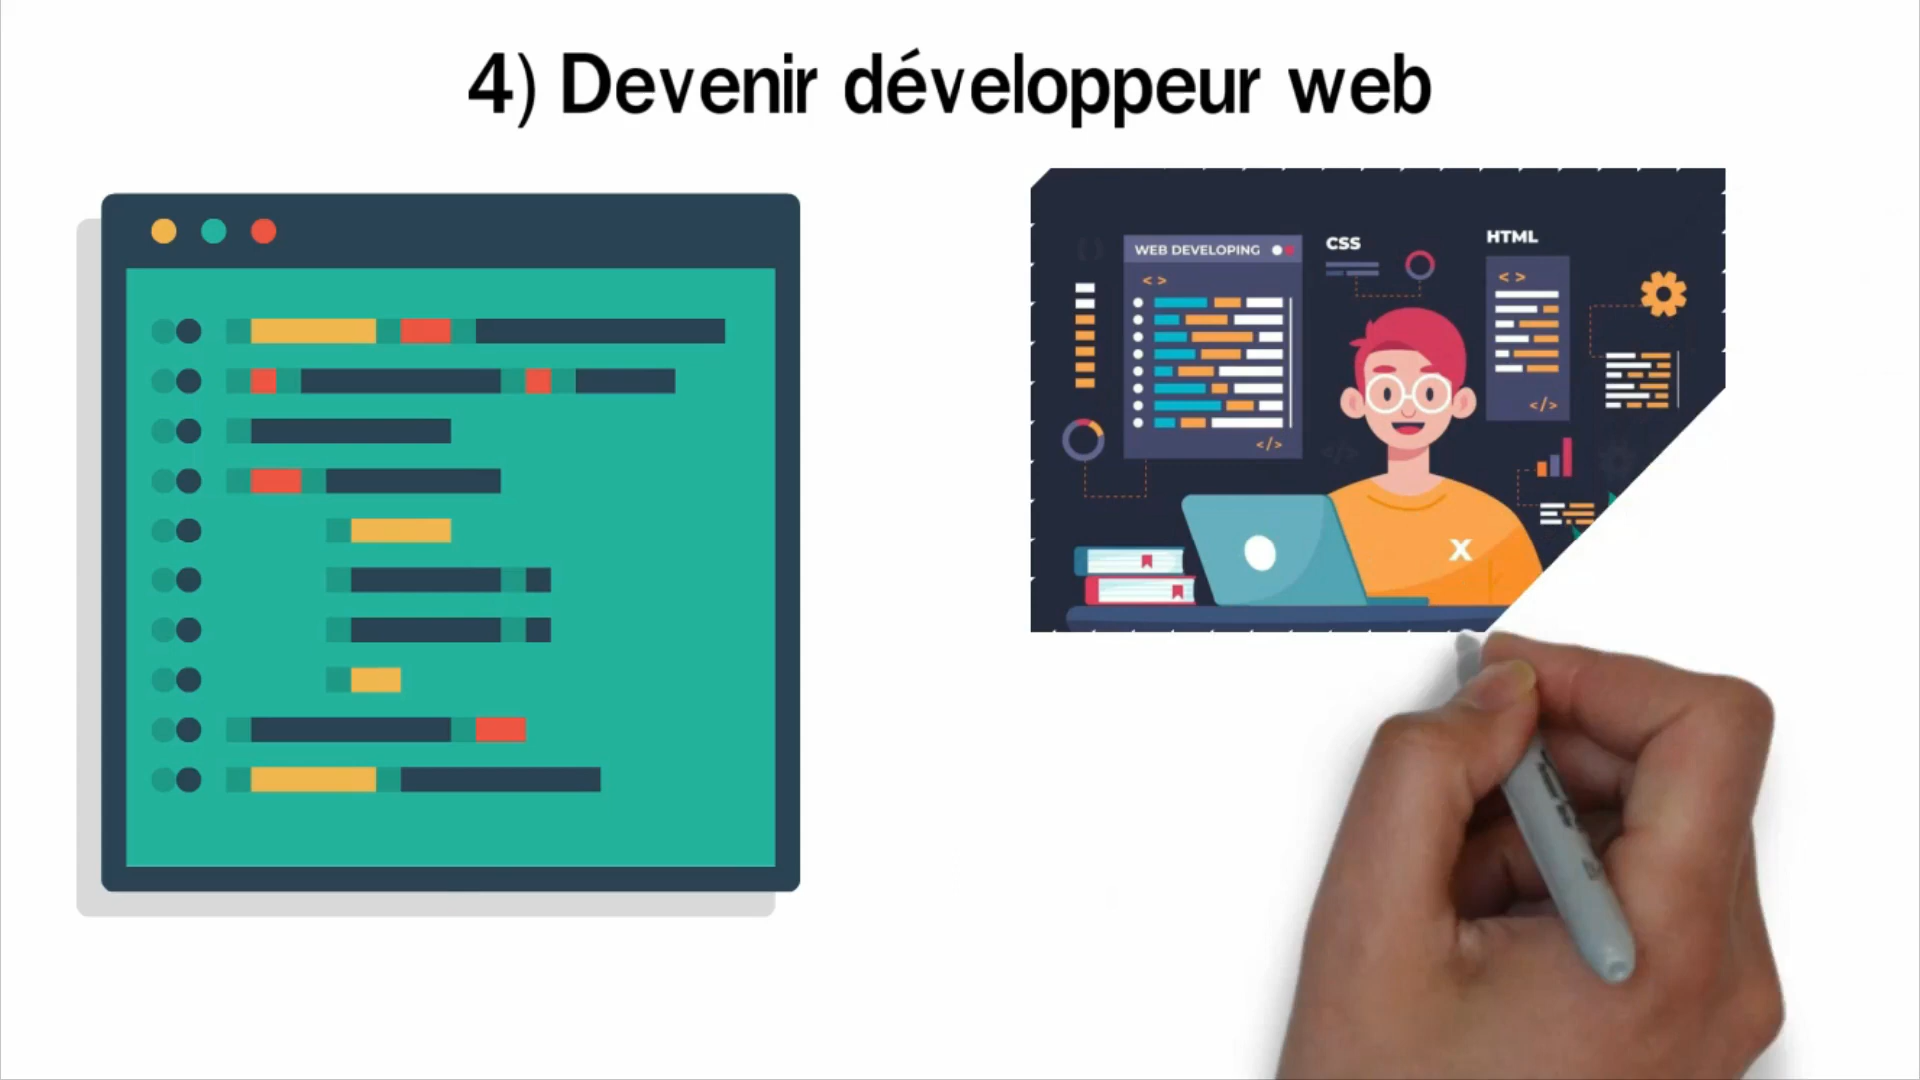 4) Devenir développeur web
WEB DEVELOPING
CSS
HTML
< >
< >
</>
</>
X